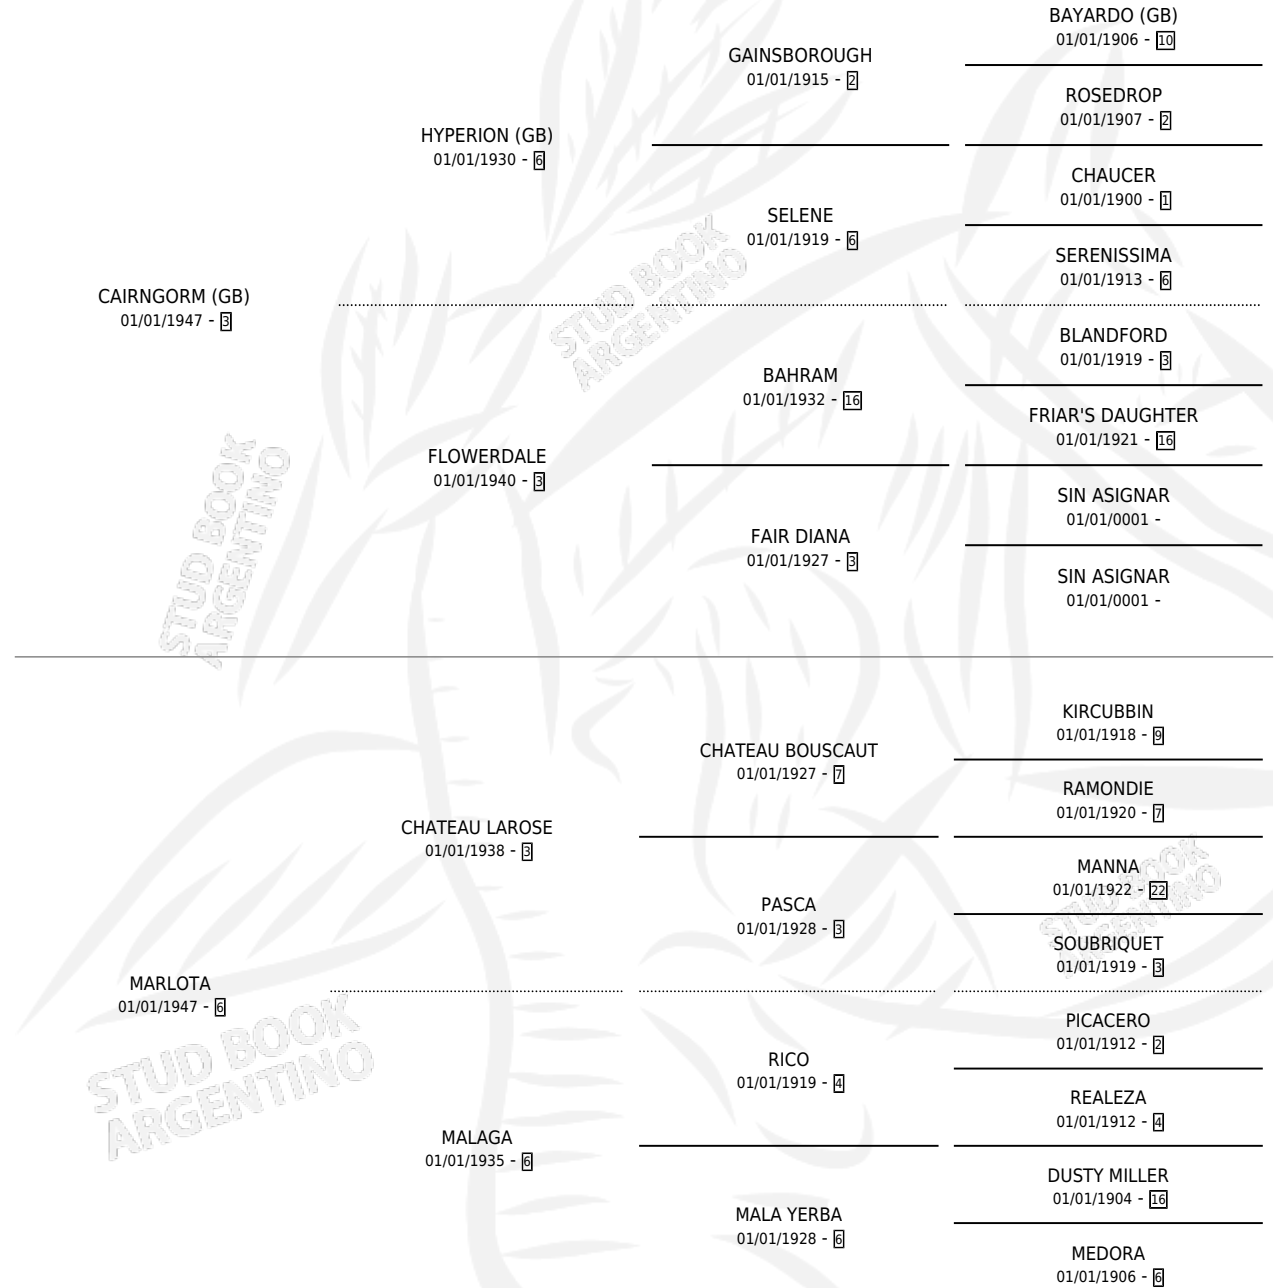 BAYARDO (GB)
01/01/1906 - 10
GAINSBOROUGH
01/01/1915 - 2
ROSEDROP
01/01/1907 - 2
HYPERION (GB)
01/01/1930 - 6
CHAUCER
01/01/1900 - 1
SELENE
01/01/1919 - 6
SERENISSIMA
01/01/1913 - 6
CAIRNGORM (GB)
01/01/1947 - 3
BLANDFORD
01/01/1919 - 3
BAHRAM
01/01/1932 - 16
FRIAR'S DAUGHTER
01/01/1921 - 16
FLOWERDALE
01/01/1940 - 3
SIN ASIGNAR
01/01/0001 -
FAIR DIANA
01/01/1927 - 3
SIN ASIGNAR
01/01/0001 -
KIRCUBBIN
01/01/1918 - 9
CHATEAU BOUSCAUT
01/01/1927 - 7
RAMONDIE
01/01/1920 - 7
CHATEAU LAROSE
01/01/1938 - 3
MANNA
01/01/1922 - 22
PASCA
01/01/1928 - 3
SOUBRIQUET
01/01/1919 - 3
MARLOTA
01/01/1947 - 6
PICACERO
01/01/1912 - 2
RICO
01/01/1919 - 4
REALEZA
01/01/1912 - 4
MALAGA
01/01/1935 - 6
DUSTY MILLER
01/01/1904 - 16
MALA YERBA
01/01/1928 - 6
MEDORA
01/01/1906 - 6
STUD BOOK
ARGENTINO
STUD BOOK
ARGENTINO
STUD BOOK
ARGENTINO
STUD BOOK
ARGENTINO